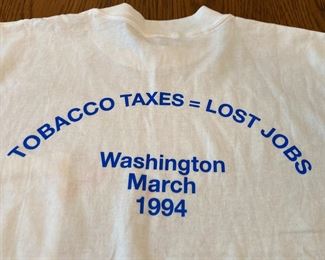 TOBACCO TAXES = LOST JOBS
Washington
March
1994